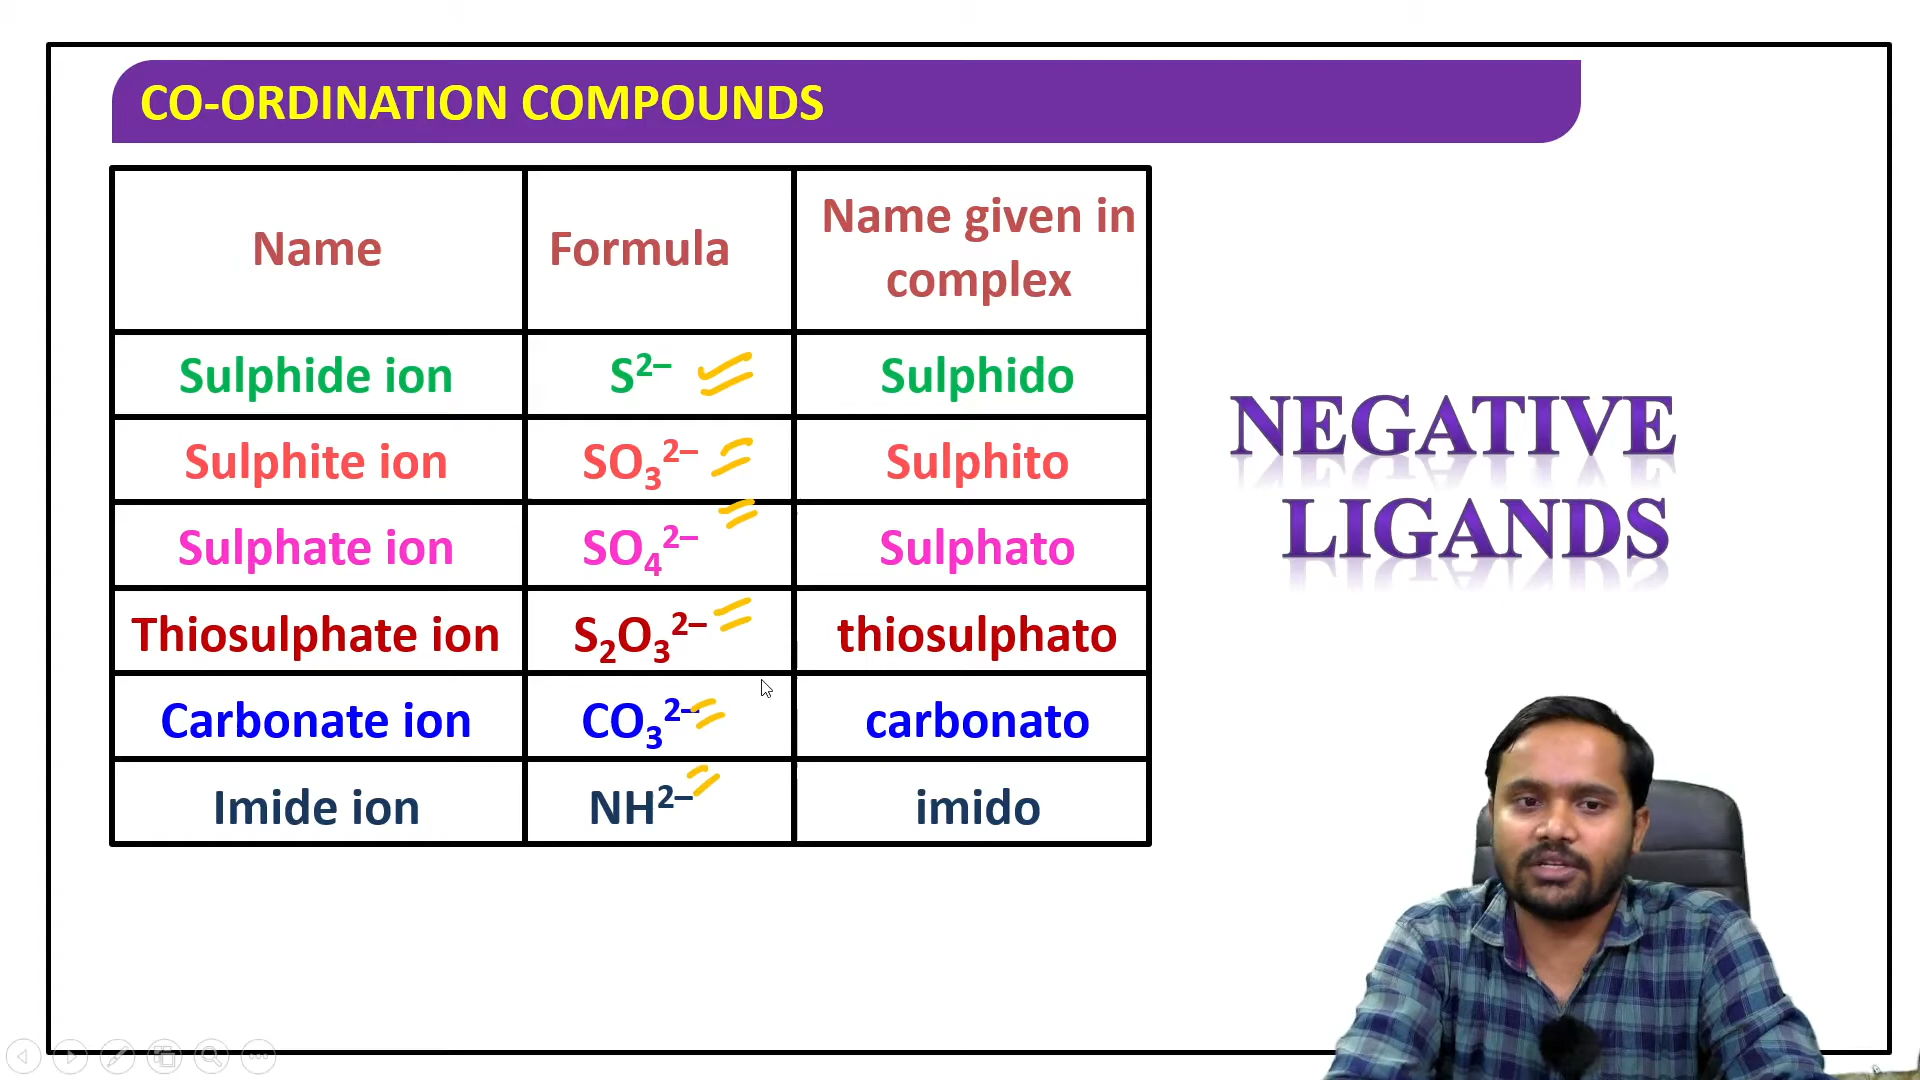 CO-ORDINATION COMPOUNDS
Name Formula Name given in complex
Sulphide ion S²⁻ Sulphido
Sulphite ion SO₃²⁻ Sulphito
Sulphate ion SO₄²⁻ Sulphato
Thiosulphate ion S₂O₃²⁻ thiosulphato
Carbonate ion CO₃²⁻ carbonato
Imide ion NH²⁻ imido
NEGATIVE
LIGANDS